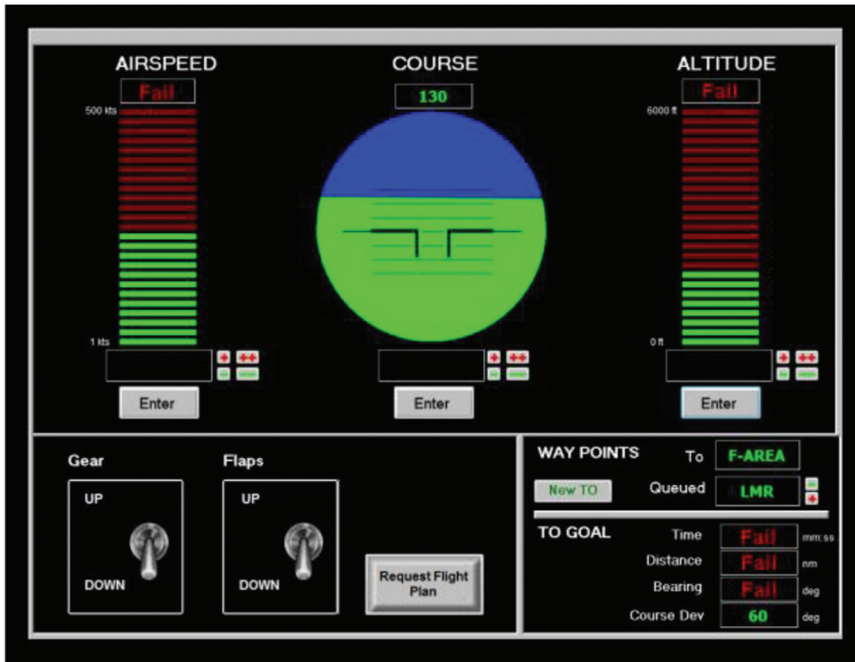 AIRSPEED
Fail
500 kts
1 kts
+ ++
- --
Enter
COURSE
130
+ ++
- --
Enter
ALTITUDE
Fail
6000 ft
0 ft
+ ++
- --
Enter
Gear
UP
DOWN
Flaps
UP
DOWN
Request Flight
Plan
WAY POINTS
To F-AREA
New TO Queued LMR
-
+
TO GOAL
Time Fail mm:ss
Distance Fail nm
Bearing Fail deg
Course Dev 60 deg